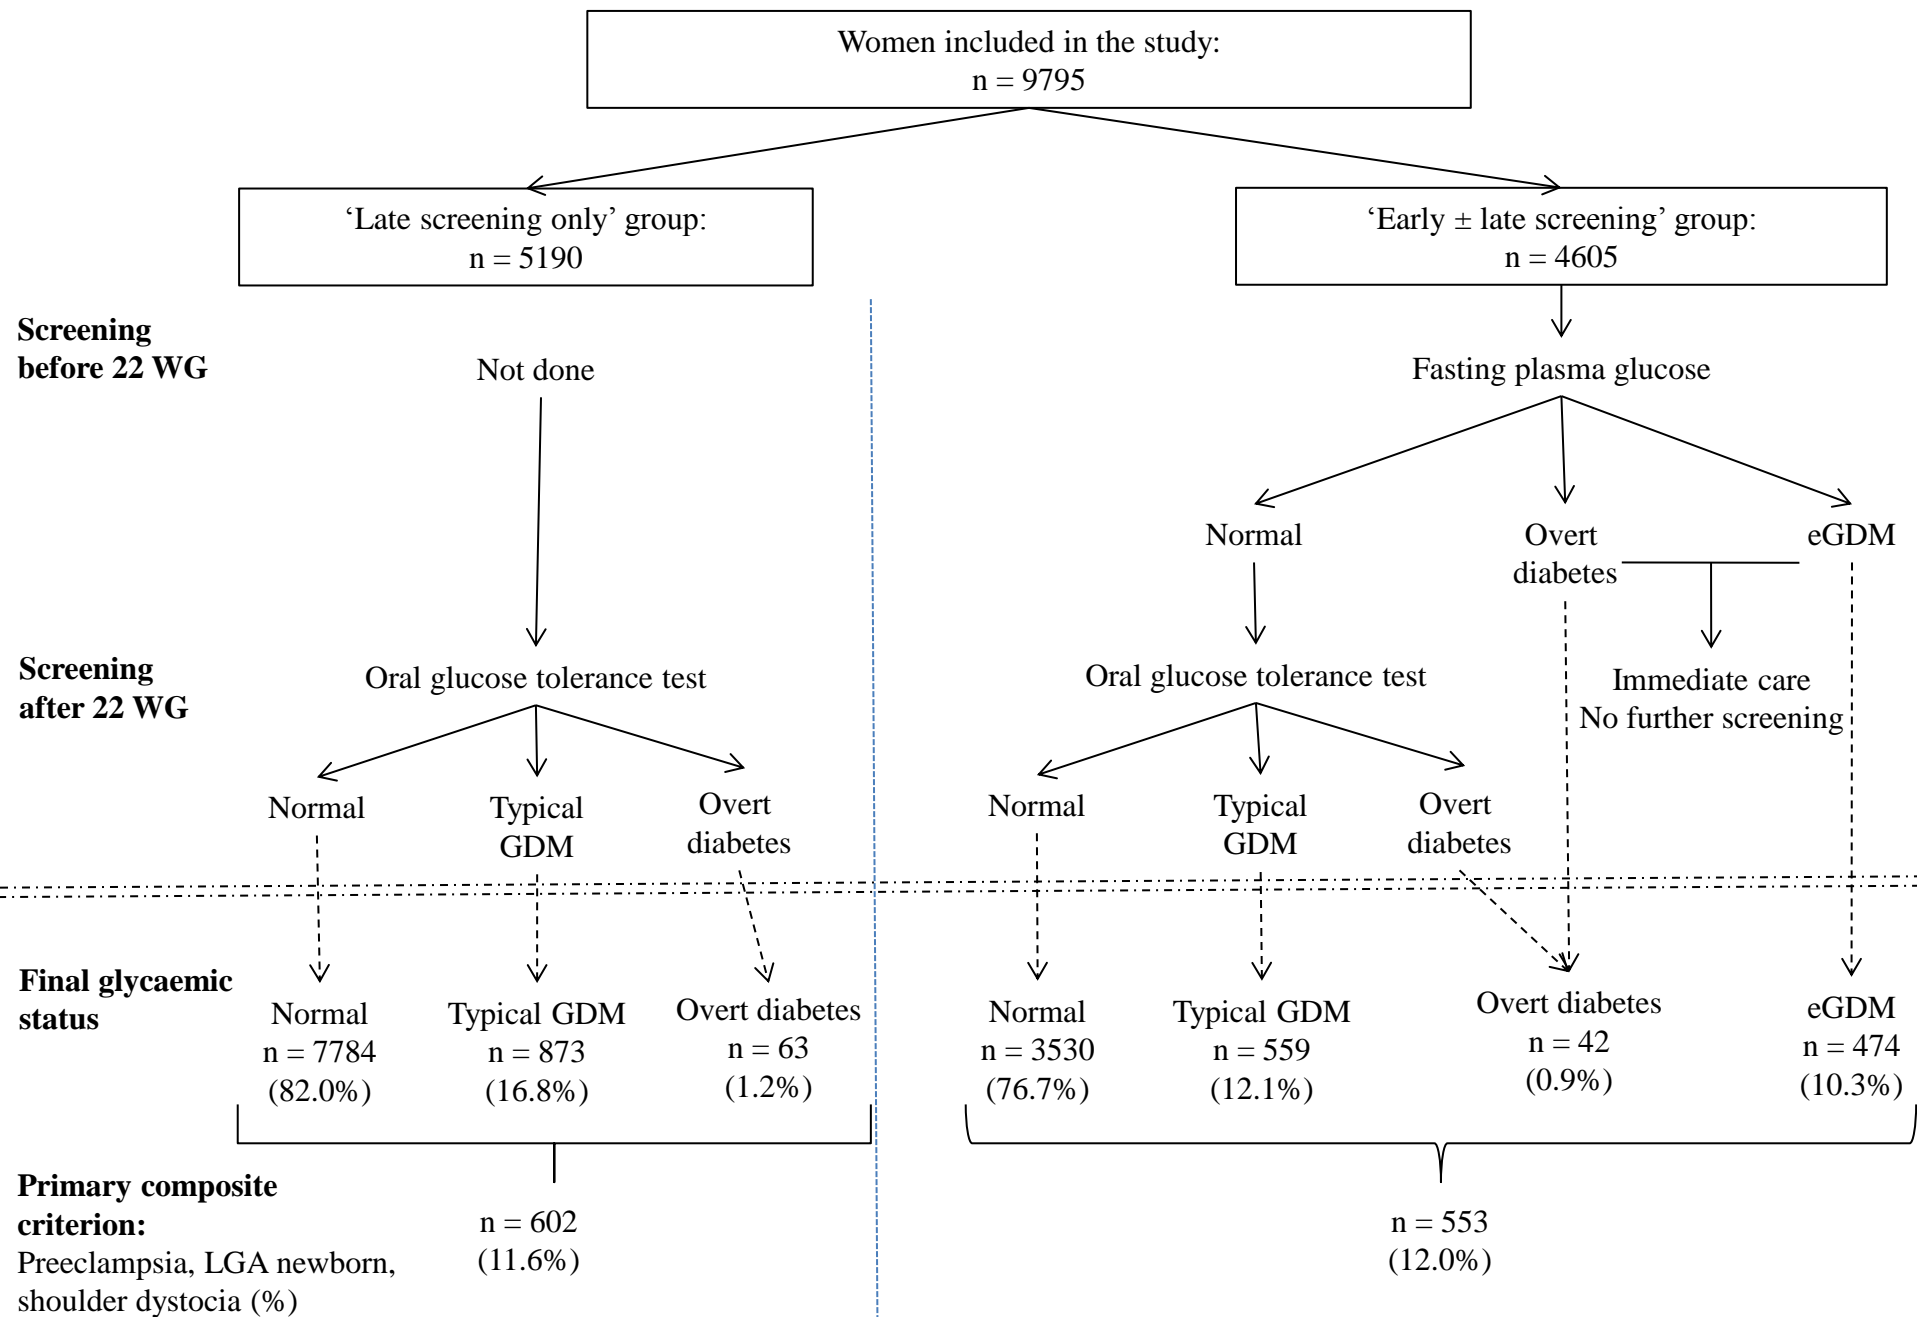 Women included in the study:
n = 9795
‘Late screening only’ group:
n = 5190
‘Early ± late screening’ group:
n = 4605
Screening
before 22 WG
Not done
Fasting plasma glucose
Normal
Overt
diabetes
eGDM
Screening
after 22 WG
Oral glucose tolerance test
Oral glucose tolerance test
Immediate care
No further screening
Normal
Typical
GDM
Overt
diabetes
Normal
Typical
GDM
Overt
diabetes
Final glycaemic
status
Normal
n = 7784
(82.0%)
Typical GDM
n = 873
(16.8%)
Overt diabetes
n = 63
(1.2%)
Normal
n = 3530
(76.7%)
Typical GDM
n = 559
(12.1%)
Overt diabetes
n = 42
(0.9%)
eGDM
n = 474
(10.3%)
Primary composite
criterion:
Preeclampsia, LGA newborn,
shoulder dystocia (%)
n = 602
(11.6%)
n = 553
(12.0%)